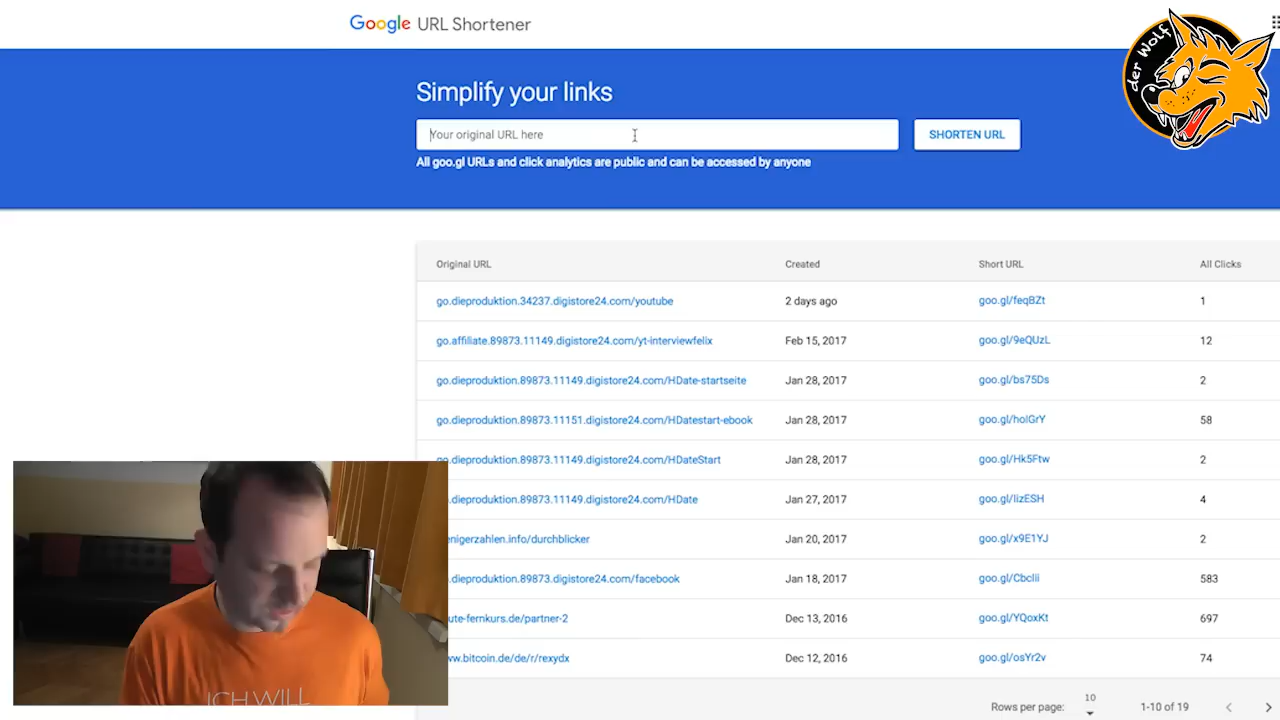 Google URL Shortener
der Wolf
Simplify your links
Your original URL here
SHORTEN URL
All goo.gl URLs and click analytics are public and can be accessed by anyone
Original URL Created Short URL All Clicks
go.dieproduktion.34237.digistore24.com/youtube 2 days ago goo.gl/feqBZt 1
go.affiliate.89873.11149.digistore24.com/yt-interviewfelix Feb 15, 2017 goo.gl/9eQUzL 12
go.dieproduktion.89873.11149.digistore24.com/HDate-startseite Jan 28, 2017 goo.gl/bs75Ds 2
go.dieproduktion.89873.11151.digistore24.com/HDatestart-ebook Jan 28, 2017 goo.gl/holGrY 58
go.dieproduktion.89873.11149.digistore24.com/HDateStart Jan 28, 2017 goo.gl/Hk5Ftw 2
.dieproduktion.89873.11149.digistore24.com/HDate Jan 27, 2017 goo.gl/IizESH 4
enigerzahlen.info/durchblicker Jan 20, 2017 goo.gl/x9E1YJ 2
.dieproduktion.89873.digistore24.com/facebook Jan 18, 2017 goo.gl/Cbclii 583
ute-fernkurs.de/partner-2 Dec 13, 2016 goo.gl/YQoxKt 697
ww.bitcoin.de/de/r/rexydx Dec 12, 2016 goo.gl/osYr2v 74
ICH WILL
Rows per page: 10 1-10 of 19